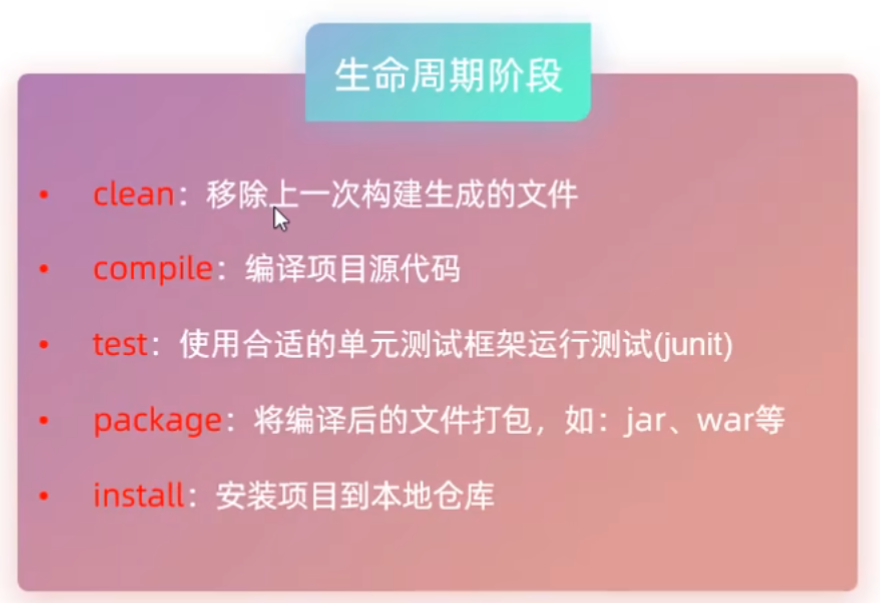 生命周期阶段
• clean：移除上一次构建生成的文件
• compile：编译项目源代码
• test：使用合适的单元测试框架运行测试(junit)
• package：将编译后的文件打包，如：jar、war等
• install：安装项目到本地仓库